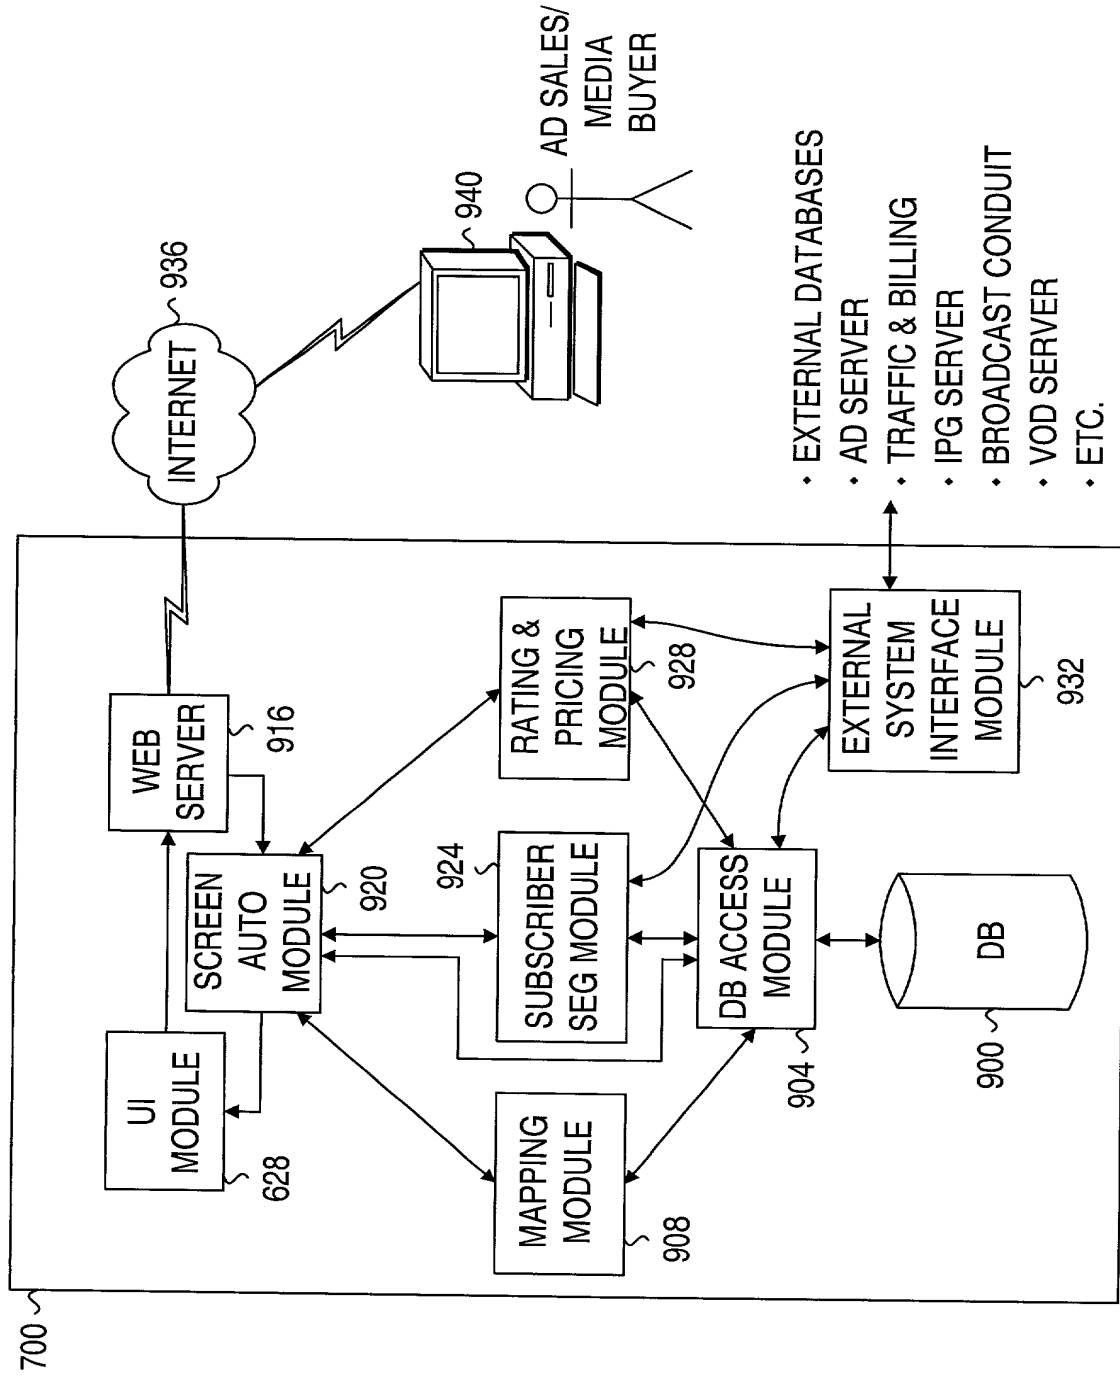 700
UI
MODULE
628
WEB
SERVER
916
INTERNET
936
SCREEN
AUTO
MODULE
920
940
AD SALES/
MEDIA
BUYER
MAPPING
MODULE
908
SUBSCRIBER
SEG MODULE
924
RATING &
PRICING
MODULE
928
DB ACCESS
MODULE
904
EXTERNAL
SYSTEM
INTERFACE
MODULE
932
DB
900
• EXTERNAL DATABASES
• AD SERVER
• TRAFFIC & BILLING
• IPG SERVER
• BROADCAST CONDUIT
• VOD SERVER
• ETC.